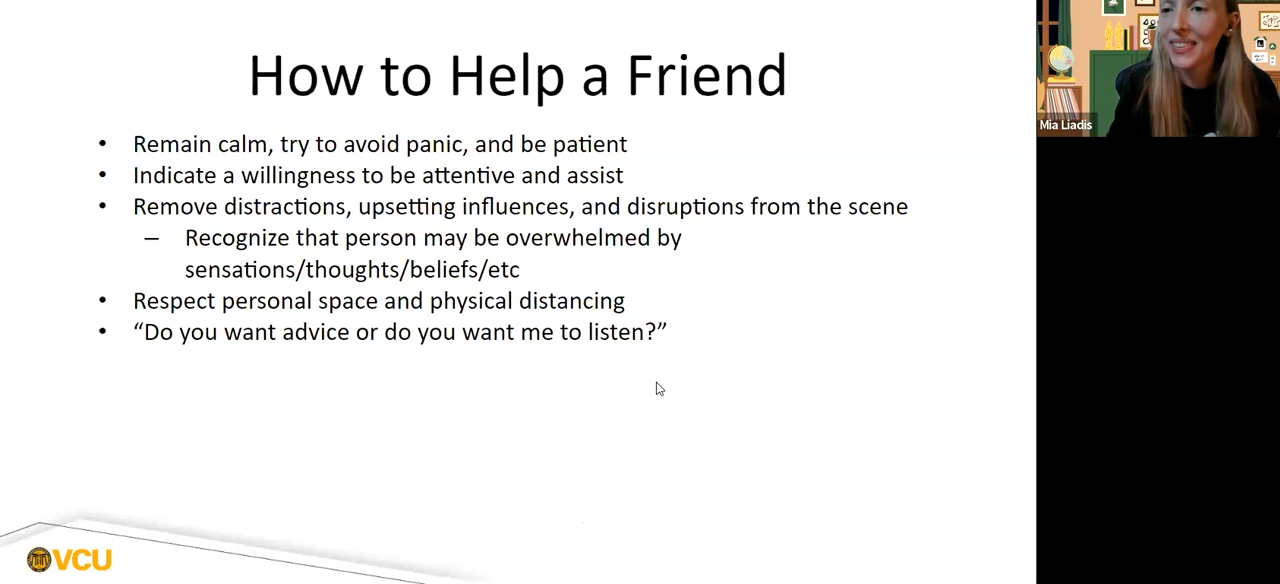 How to Help a Friend
• Remain calm, try to avoid panic, and be patient
• Indicate a willingness to be attentive and assist
• Remove distractions, upsetting influences, and disruptions from the scene
– Recognize that person may be overwhelmed by
sensations/thoughts/beliefs/etc
• Respect personal space and physical distancing
• “Do you want advice or do you want me to listen?”
Mia Liadis
VCU